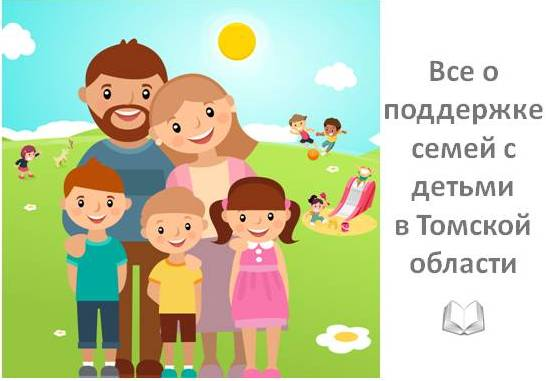 Все о
поддержке
семей с
детьми
в Томской
области